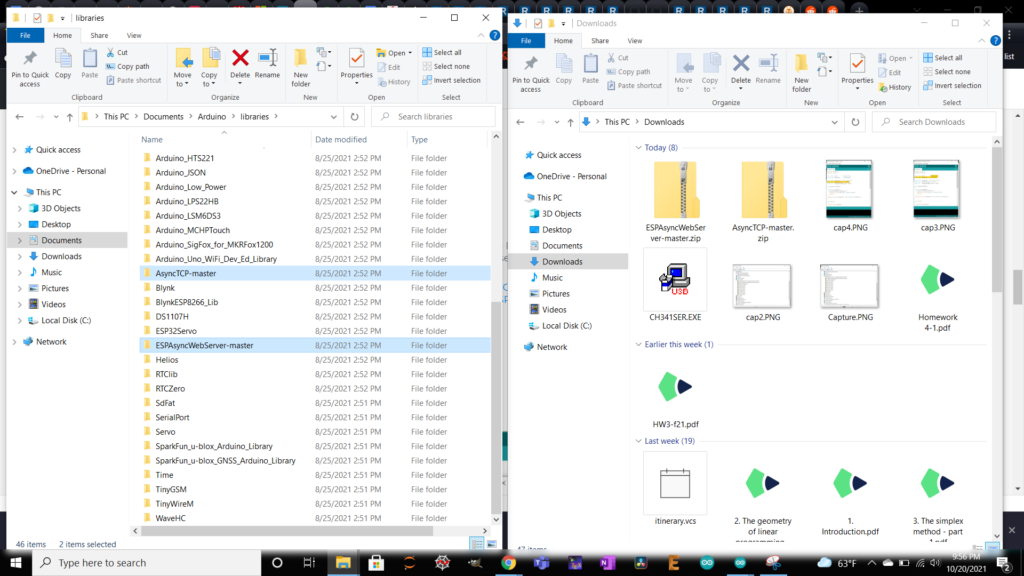 libraries
File Home Share View
Pin to Quick access
Copy
Paste
Cut
Copy path
Paste shortcut
Clipboard
Move to
Copy to
Delete
Rename
Organize
New folder
New
Properties
Open
Edit
History
Open
Select all
Select none
Invert selection
Select
This PC > Documents > Arduino > libraries >
Search libraries
Quick access
OneDrive - Personal
This PC
3D Objects
Desktop
Documents
Downloads
Music
Pictures
Videos
Local Disk (C:)
Network
Name Date modified Type
Arduino_HTS221 8/25/2021 2:52 PM File folder
Arduino_JSON 8/25/2021 2:52 PM File folder
Arduino_Low_Power 8/25/2021 2:52 PM File folder
Arduino_LPS22HB 8/25/2021 2:52 PM File folder
Arduino_LSM6DS3 8/25/2021 2:52 PM File folder
Arduino_MCHPTouch 8/25/2021 2:52 PM File folder
Arduino_SigFox_for_MKRFox1200 8/25/2021 2:52 PM File folder
Arduino_Uno_WiFi_Dev_Ed_Library 8/25/2021 2:52 PM File folder
AsyncTCP-master 8/25/2021 2:52 PM File folder
Blynk 8/25/2021 2:52 PM File folder
BlynkESP8266_Lib 8/25/2021 2:52 PM File folder
DS1107H 8/25/2021 2:52 PM File folder
ESP32Servo 8/25/2021 2:52 PM File folder
ESPAsyncWebServer-master 8/25/2021 2:52 PM File folder
Helios 8/25/2021 2:52 PM File folder
RTClib 8/25/2021 2:52 PM File folder
RTCZero 8/25/2021 2:52 PM File folder
SdFat 8/25/2021 2:51 PM File folder
SerialPort 8/25/2021 2:52 PM File folder
Servo 8/25/2021 2:51 PM File folder
SparkFun_u-blox_Arduino_Library 8/25/2021 2:52 PM File folder
SparkFun_u-blox_GNSS_Arduino_Library 8/25/2021 2:51 PM File folder
Time 8/25/2021 2:51 PM File folder
TinyGSM 8/25/2021 2:52 PM File folder
TinyWireM 8/25/2021 2:51 PM File folder
WaveHC 8/25/2021 2:51 PM File folder
46 items 2 items selected
Downloads
File Home Share View
Pin to Quick access
Copy
Paste
Cut
Copy path
Paste shortcut
Clipboard
Move to
Copy to
Delete
Rename
Organize
New folder
New
Properties
Open
Edit
History
Open
Select all
Select none
Invert selection
Select
This PC > Downloads
Search Downloads
Quick access
OneDrive - Personal
This PC
3D Objects
Desktop
Documents
Downloads
Music
Pictures
Videos
Local Disk (C:)
Network
Today (8)
ESPAsyncWebSer
ver-master.zip
AsyncTCP-master.
zip
cap4.PNG
cap3.PNG
USB
CH341SER.EXE
cap2.PNG
Capture.PNG
Homework
4-1.pdf
Earlier this week (1)
HW3-f21.pdf
Last week (19)
itinerary.vcs
2. The geometry
of linear
1.
Introduction.pdf
3. The simplex
method - part
list
Type here to search
63°F
9:56 PM
10/20/2021
2